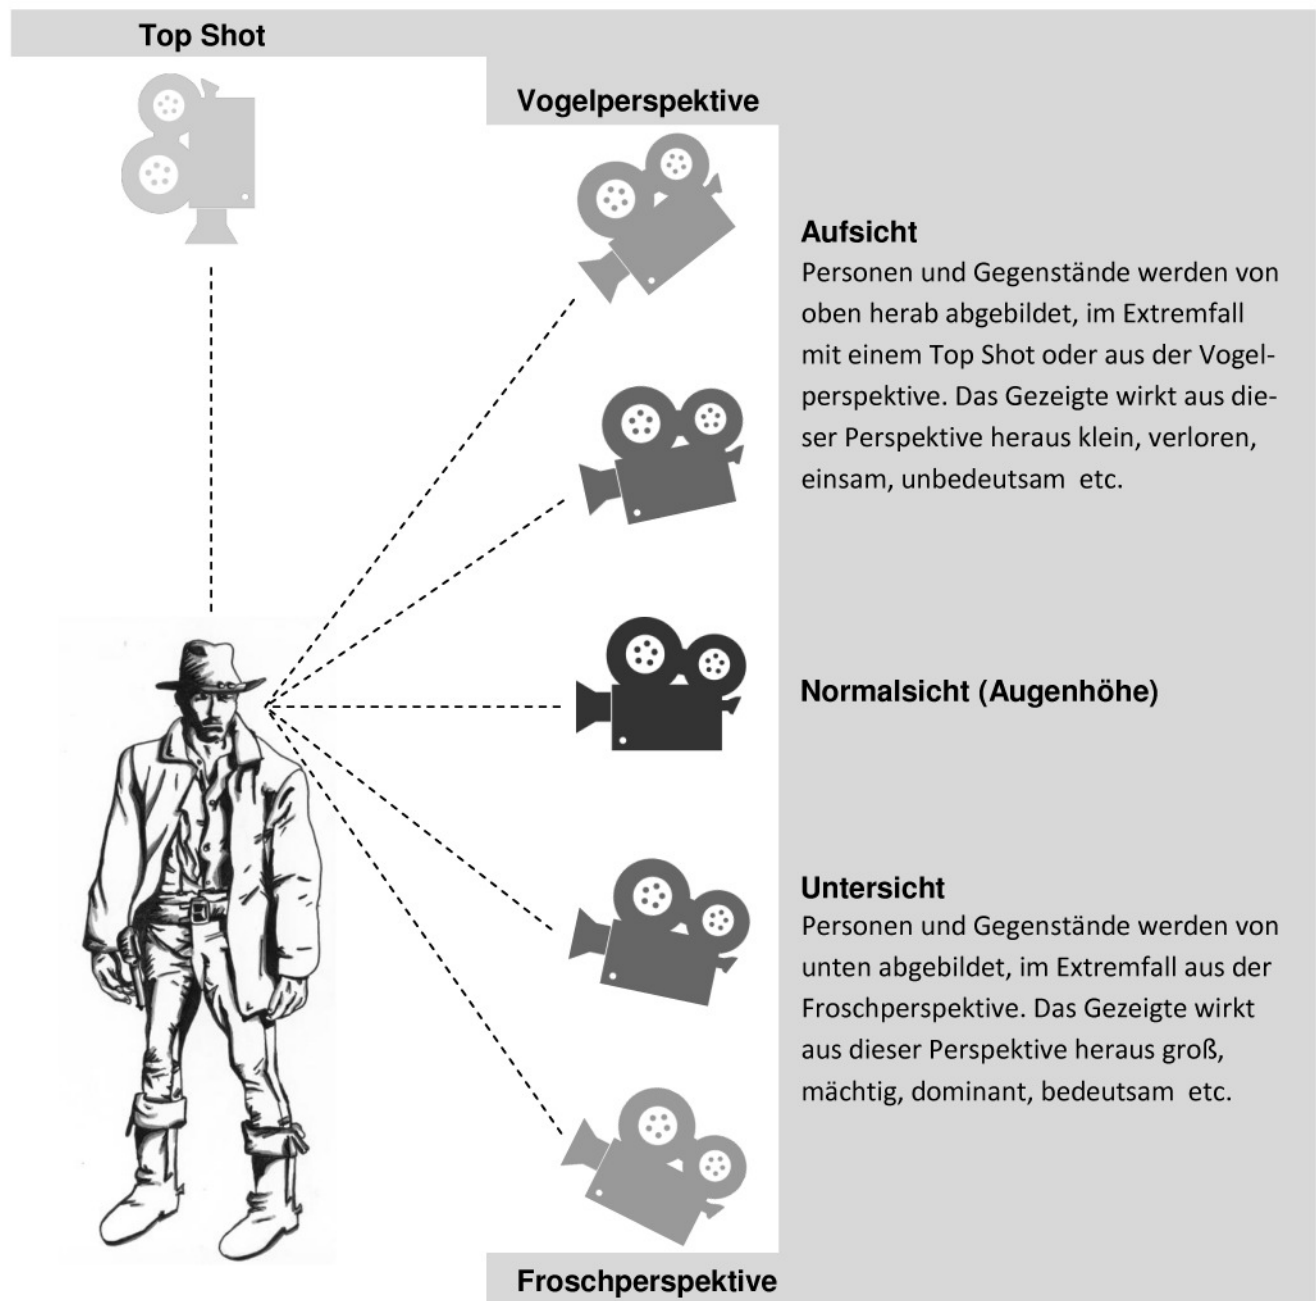 Top Shot
Vogelperspektive
Aufsicht
Personen und Gegenstände werden von
oben herab abgebildet, im Extremfall
mit einem Top Shot oder aus der Vogel-
perspektive. Das Gezeigte wirkt aus die-
ser Perspektive heraus klein, verloren,
einsam, unbedeutsam  etc.
Normalsicht (Augenhöhe)
Untersicht
Personen und Gegenstände werden von
unten abgebildet, im Extremfall aus der
Froschperspektive. Das Gezeigte wirkt
aus dieser Perspektive heraus groß,
mächtig, dominant, bedeutsam  etc.
Froschperspektive